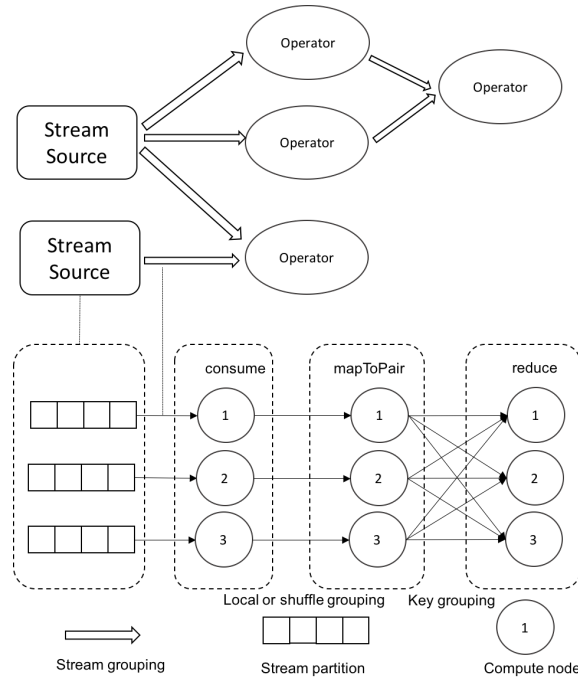 Operator
Operator
Stream
Source
Operator
Stream
Source
Operator
consume
mapToPair
reduce
1
1
1
2
2
2
3
3
3
Local or shuffle grouping
Key grouping
1
Stream grouping
Stream partition
Compute node